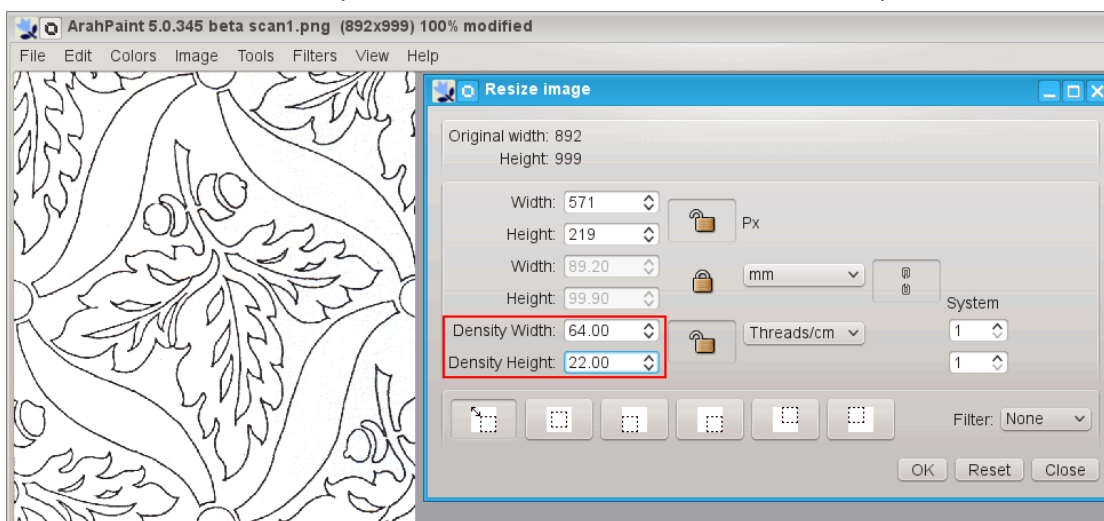 ArahPaint 5.0.345 beta scan1.png (892x999) 100% modified
File Edit Colors Image Tools Filters View Help
Resize image
Original width: 892
Height: 999
Width: 571
Px
Height: 219
Width: 89.20
mm
Height: 99.90
System
Density Width: 64.00 Threads/cm 1
Density Height: 22.00 1
Filter: None
OK Reset Close